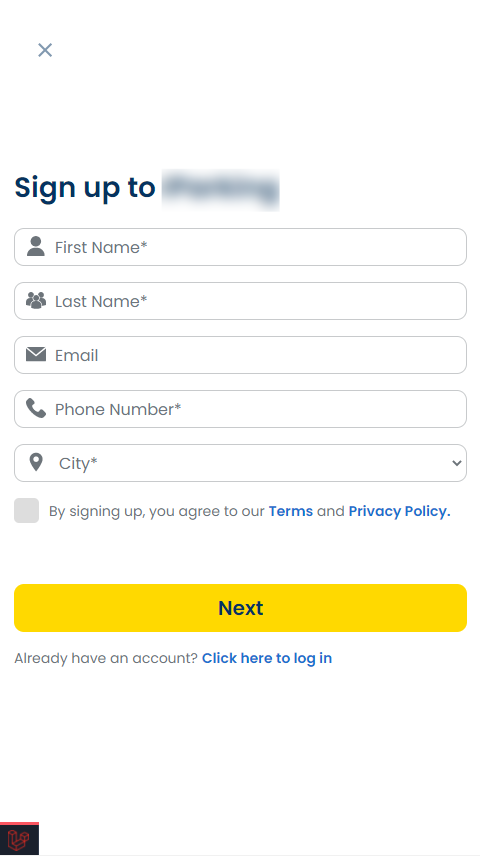 Sign up to
First Name*
Last Name*
Email
Phone Number*
City*
By signing up, you agree to our Terms and Privacy Policy.
Next
Already have an account? Click here to log in